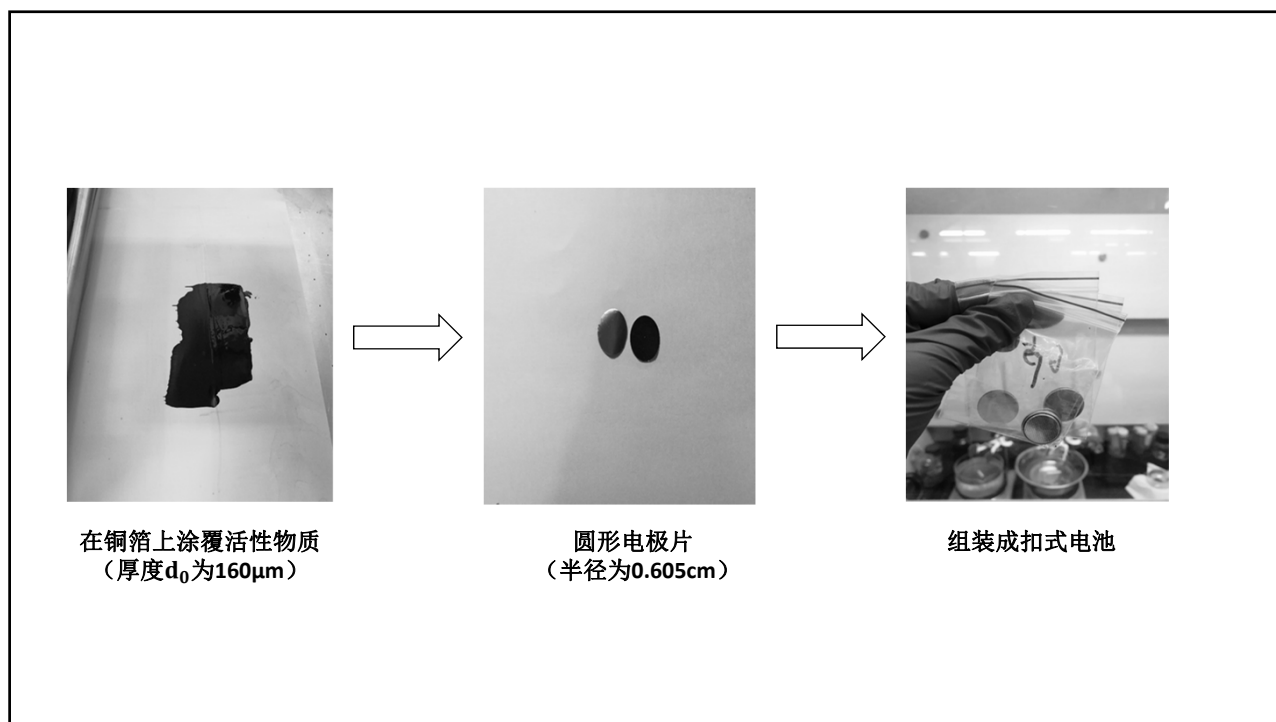 在铜箔上涂覆活性物质
（厚度d₀为160μm）
圆形电极片
（半径为0.605cm）
组装成扣式电池